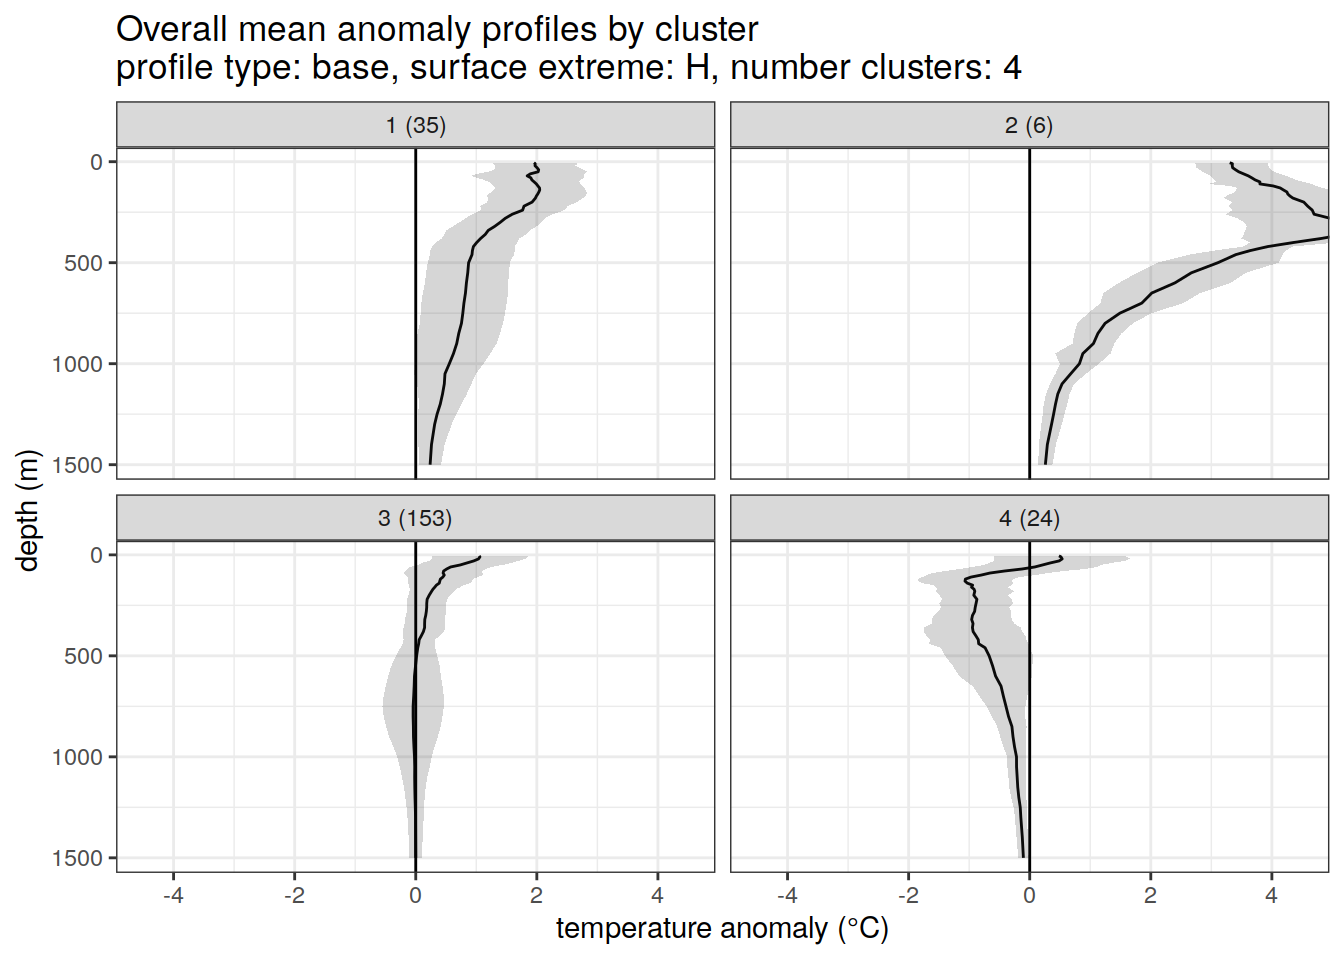 Overall mean anomaly profiles by cluster
profile type: base, surface extreme: H, number clusters: 4
1 (35)
2 (6)
0
500
1000
1500
depth (m)
3 (153)
4 (24)
0
500
1000
1500
-4 -2 0 2 4
-4 -2 0 2 4
temperature anomaly (°C)